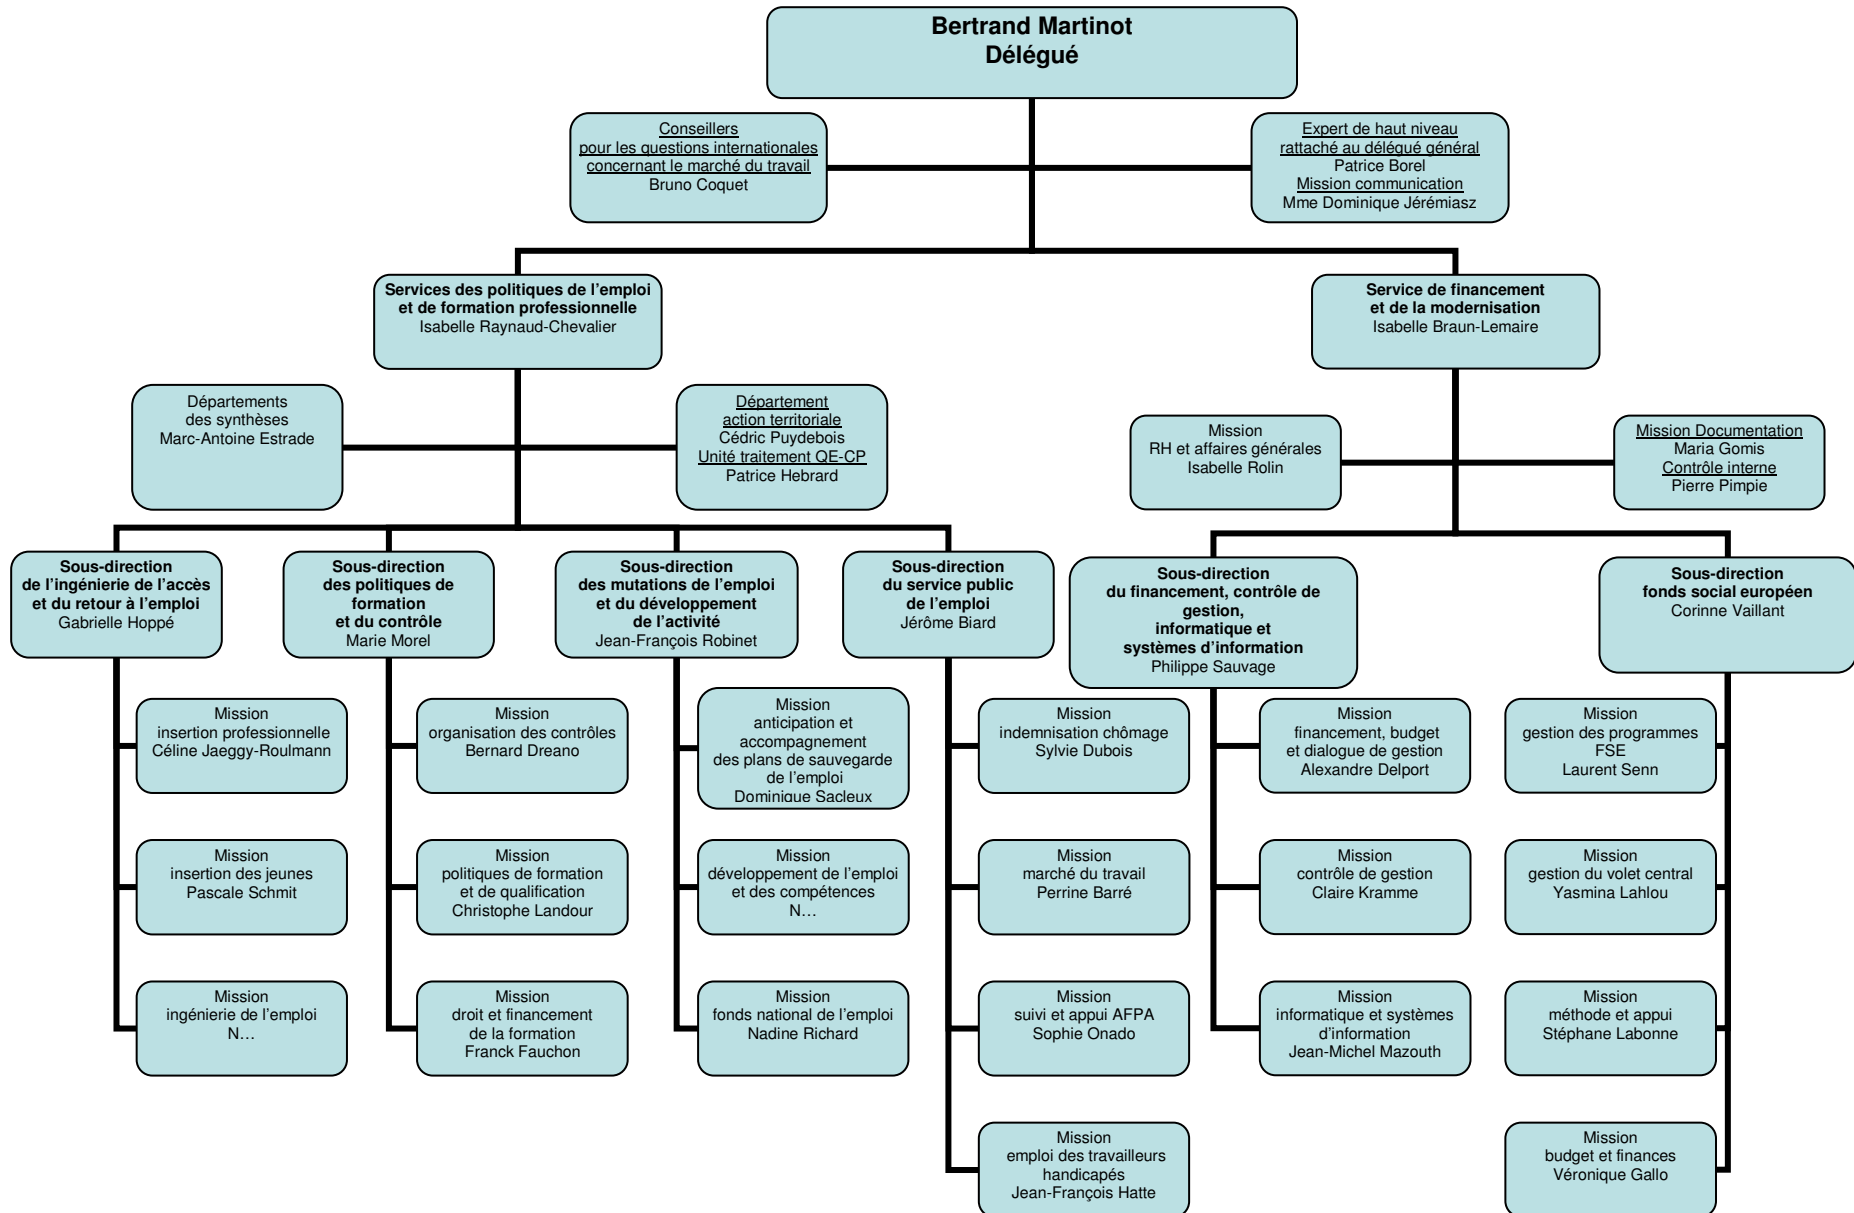 Bertrand Martinot
Délégué
Conseillers
pour les questions internationales
concernant le marché du travail
Bruno Coquet
Expert de haut niveau
rattaché au délégué général
Patrice Borel
Mission communication
Mme Dominique Jérémiasz
Services des politiques de l’emploi
et de formation professionnelle
Isabelle Raynaud-Chevalier
Service de financement
et de la modernisation
Isabelle Braun-Lemaire
Départements
des synthèses
Marc-Antoine Estrade
Département
action territoriale
Cédric Puydebois
Unité traitement QE-CP
Patrice Hebrard
Mission
RH et affaires générales
Isabelle Rolin
Mission Documentation
Maria Gomis
Contrôle interne
Pierre Pimpie
Sous-direction
de l’ingénierie de l’accès
et du retour à l’emploi
Gabrielle Hoppé
Sous-direction
des politiques de
formation
et du contrôle
Marie Morel
Sous-direction
des mutations de l’emploi
et du développement
de l’activité
Jean-François Robinet
Sous-direction
du service public
de l’emploi
Jérôme Biard
Sous-direction
du financement, contrôle de
gestion,
informatique et
systèmes d’information
Philippe Sauvage
Sous-direction
fonds social européen
Corinne Vaillant
Mission
insertion professionnelle
Céline Jaeggy-Roulmann
Mission
organisation des contrôles
Bernard Dreano
Mission
anticipation et
accompagnement
des plans de sauvegarde
de l’emploi
Dominique Sacleux
Mission
indemnisation chômage
Sylvie Dubois
Mission
financement, budget
et dialogue de gestion
Alexandre Delport
Mission
gestion des programmes
FSE
Laurent Senn
Mission
insertion des jeunes
Pascale Schmit
Mission
politiques de formation
et de qualification
Christophe Landour
Mission
développement de l’emploi
et des compétences
N…
Mission
marché du travail
Perrine Barré
Mission
contrôle de gestion
Claire Kramme
Mission
gestion du volet central
Yasmina Lahlou
Mission
ingénierie de l’emploi
N…
Mission
droit et financement
de la formation
Franck Fauchon
Mission
fonds national de l’emploi
Nadine Richard
Mission
suivi et appui AFPA
Sophie Onado
Mission
informatique et systèmes
d’information
Jean-Michel Mazouth
Mission
méthode et appui
Stéphane Labonne
Mission
emploi des travailleurs
handicapés
Jean-François Hatte
Mission
budget et finances
Véronique Gallo